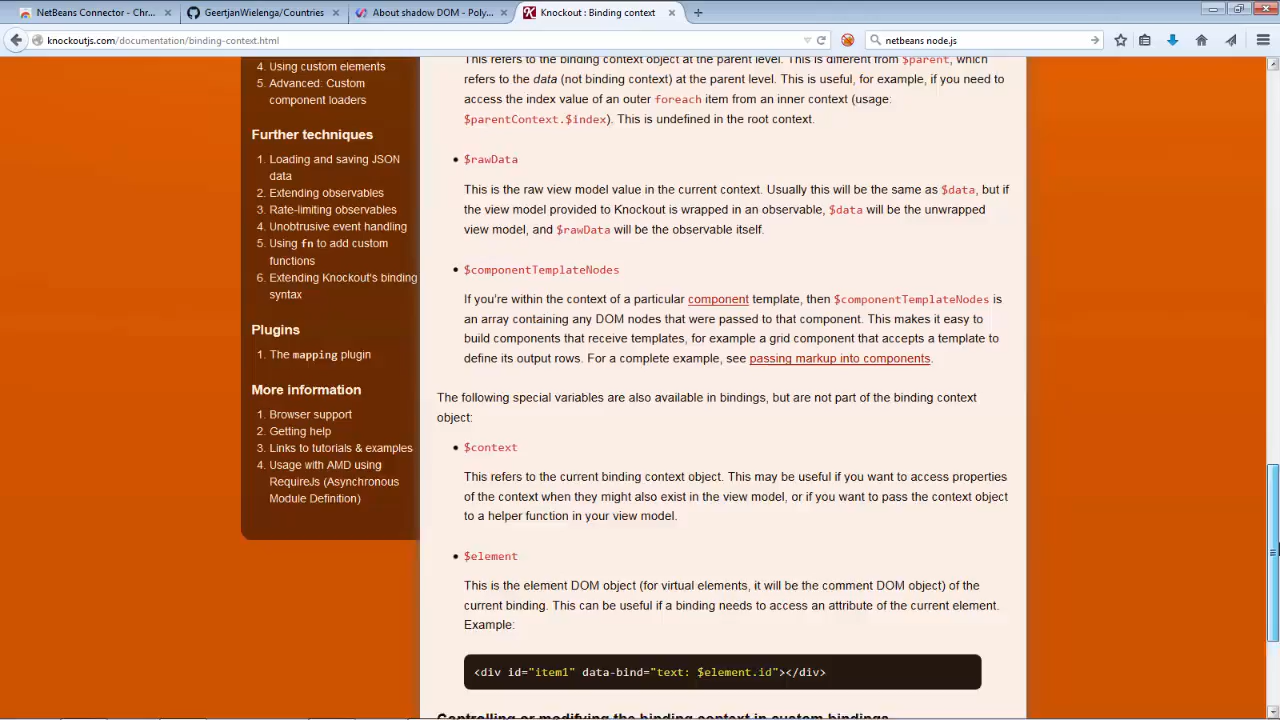 NetBeans Connector - Chr...
GeertjanWielenga/Countries
About shadow DOM - Poly...
Knockout : Binding context
knockoutjs.com/documentation/binding-context.html
netbeans node.js
4. Using custom elements
5. Advanced: Custom
component loaders
Further techniques
1. Loading and saving JSON
data
2. Extending observables
3. Rate-limiting observables
4. Unobtrusive event handling
5. Using fn to add custom
functions
6. Extending Knockout's binding
syntax
Plugins
1. The mapping plugin
More information
1. Browser support
2. Getting help
3. Links to tutorials & examples
4. Usage with AMD using
RequireJs (Asynchronous
Module Definition)
This refers to the binding context object at the parent level. This is different from $parent, which
refers to the data (not binding context) at the parent level. This is useful, for example, if you need to
access the index value of an outer foreach item from an inner context (usage:
$parentContext.$index). This is undefined in the root context.
• $rawData
This is the raw view model value in the current context. Usually this will be the same as $data, but if
the view model provided to Knockout is wrapped in an observable, $data will be the unwrapped
view model, and $rawData will be the observable itself.
• $componentTemplateNodes
If you're within the context of a particular component template, then $componentTemplateNodes is
an array containing any DOM nodes that were passed to that component. This makes it easy to
build components that receive templates, for example a grid component that accepts a template to
define its output rows. For a complete example, see passing markup into components.
The following special variables are also available in bindings, but are not part of the binding context
object:
• $context
This refers to the current binding context object. This may be useful if you want to access properties
of the context when they might also exist in the view model, or if you want to pass the context object
to a helper function in your view model.
• $element
This is the element DOM object (for virtual elements, it will be the comment DOM object) of the
current binding. This can be useful if a binding needs to access an attribute of the current element.
Example:
<div id="item1" data-bind="text: $element.id"></div>
Controlling or modifying the binding context in custom bindings